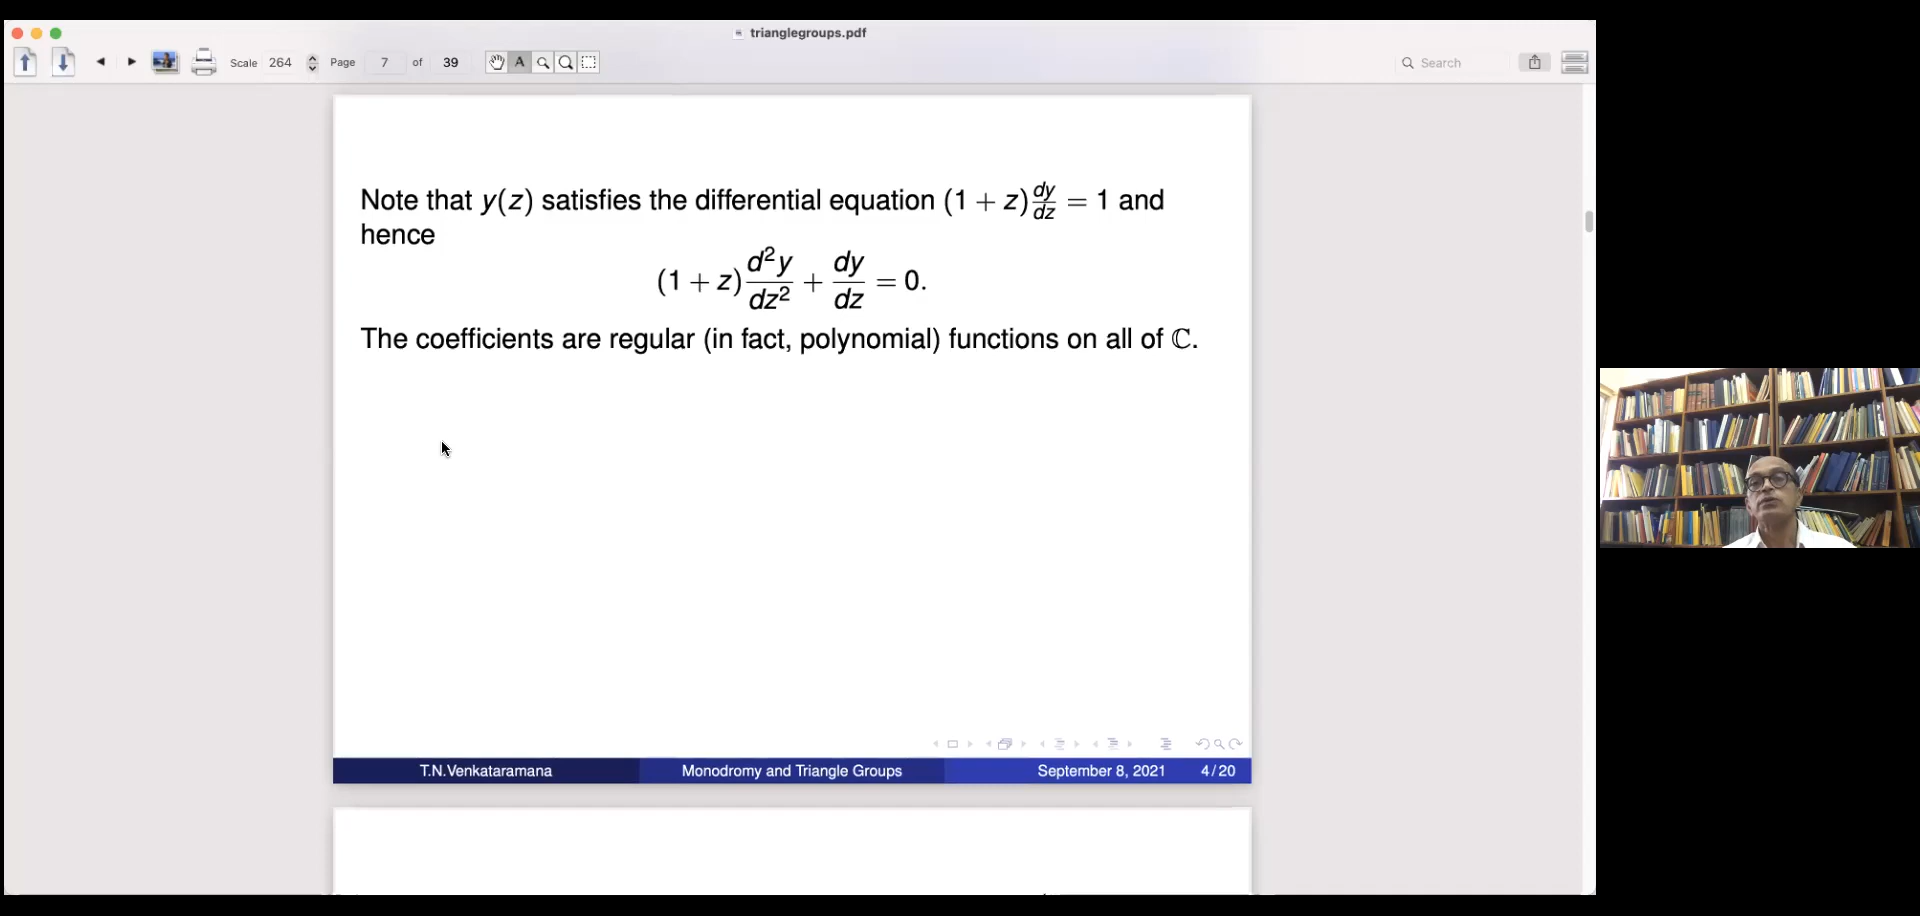 trianglegroups.pdf
Scale 264 Page 7 of 39 A Search
Note that y(z) satisfies the differential equation (1 + z)dy/dz = 1 and
hence
(1 + z)d²y/dz² + dy/dz = 0.
The coefficients are regular (in fact, polynomial) functions on all of ℂ.
T.N.Venkataramana Monodromy and Triangle Groups September 8, 2021 4/20